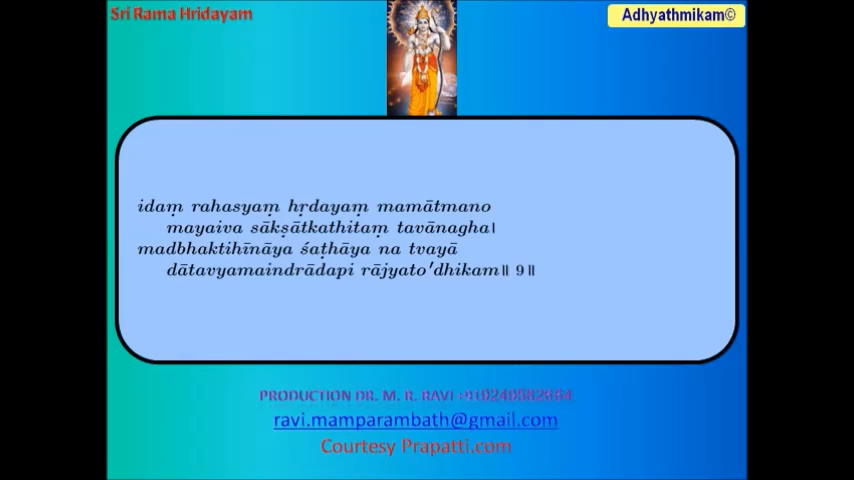 Sri Rama Hridayam
Adhyathmikam©
idaṃ rahasyaṃ hṛdayaṃ mamātmano
mayaiva sākṣātkathitaṃ tavānagha।
madbhaktihīnāya śaṭhāya na tvayā
dātavyamaindrādapi rājyato'dhikam॥ 9॥
PRODUCTION DR. M. R. RAVI
ravi.mamparambath@gmail.com
Courtesy Prapatti.com